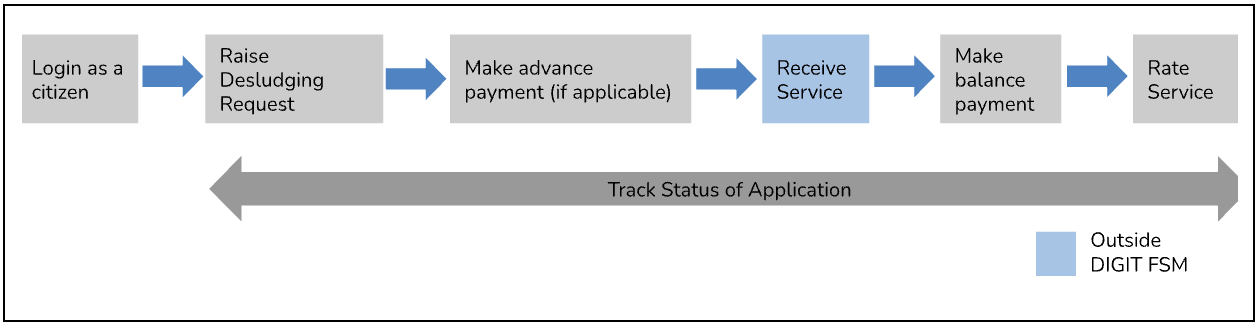 Login as a
citizen
Raise
Desludging
Request
Make advance
payment (if applicable)
Receive
Service
Make
balance
payment
Rate
Service
Track Status of Application
Outside
DIGIT FSM